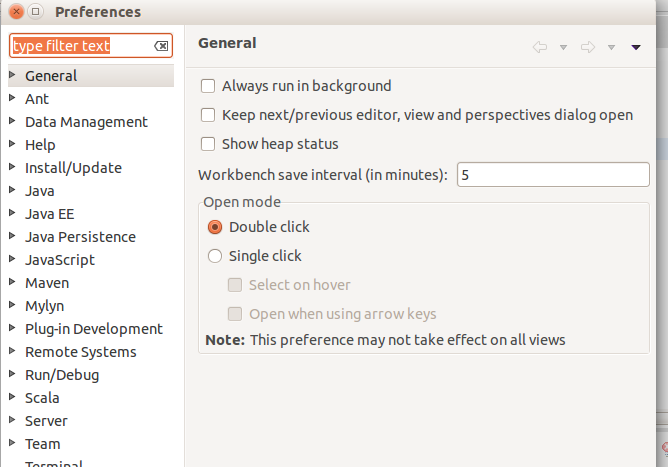 Preferences
type filter text
General
Ant
Data Management
Help
Install/Update
Java
Java EE
Java Persistence
JavaScript
Maven
Mylyn
Plug-in Development
Remote Systems
Run/Debug
Scala
Server
Team
Terminal
General
Always run in background
Keep next/previous editor, view and perspectives dialog open
Show heap status
Workbench save interval (in minutes): 5
Open mode
Double click
Single click
Select on hover
Open when using arrow keys
Note: This preference may not take effect on all views